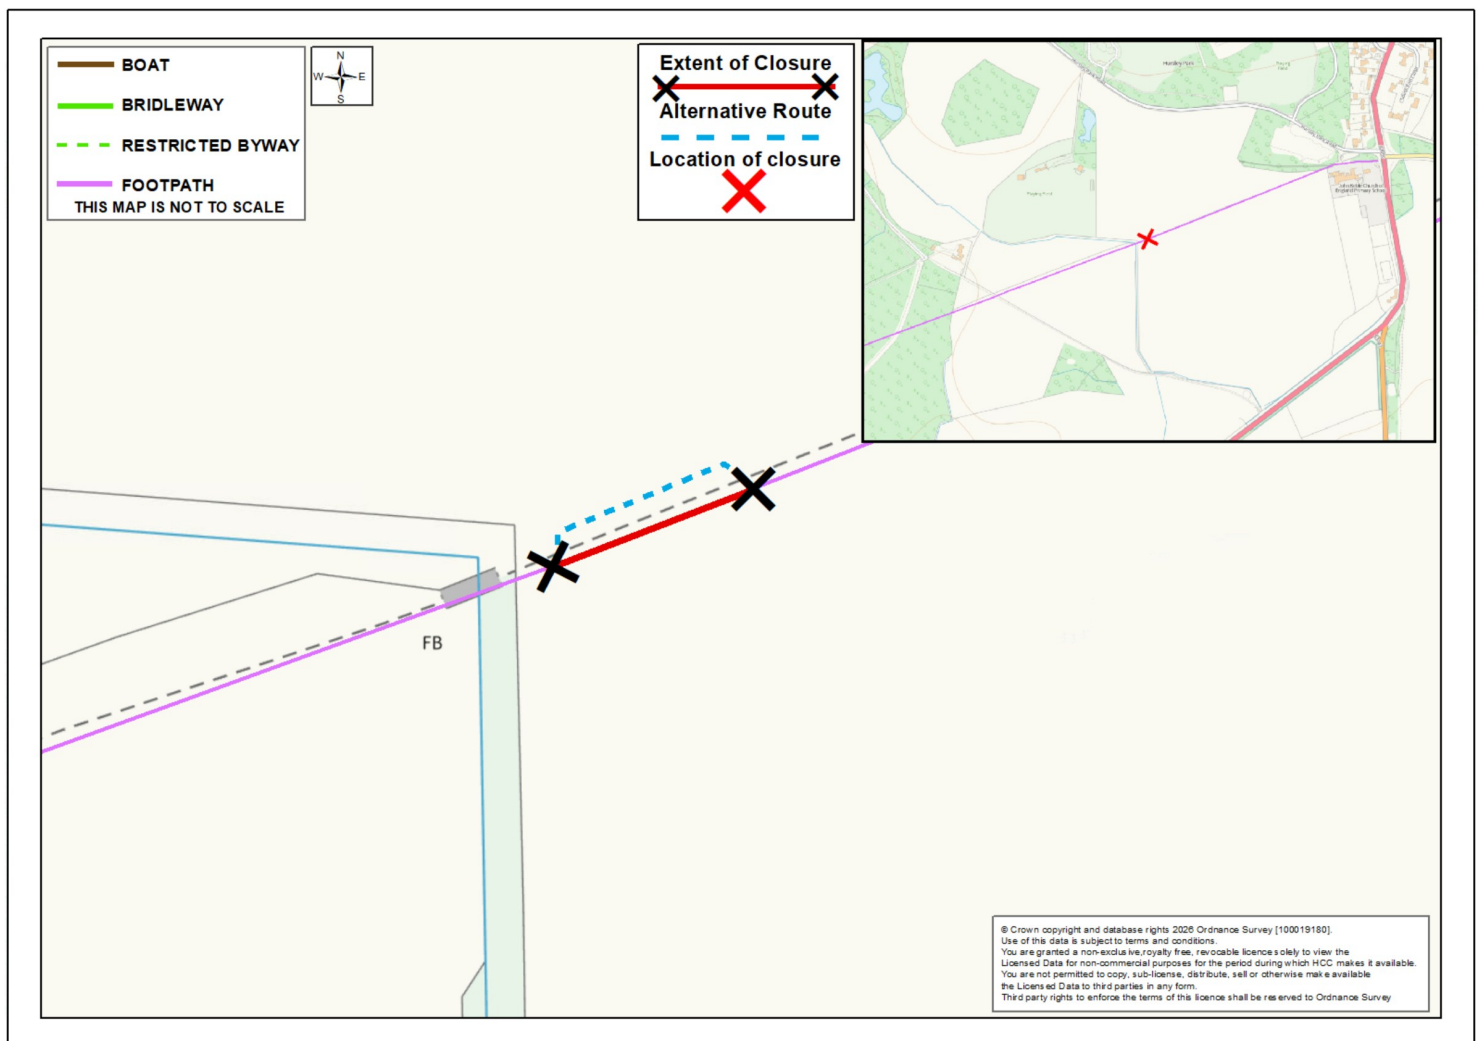 BOAT
BRIDLEWAY
RESTRICTED BYWAY
FOOTPATH
THIS MAP IS NOT TO SCALE
N
W E
S
Extent of Closure
Alternative Route
Location of closure
Hursley Park
FB
© Crown copyright and database rights 2026 Ordnance Survey [100019180].
Use of this data is subject to terms and conditions.
You are granted a non-exclusive,royalty free, revocable licence solely to view the
Licensed Data for non-commercial purposes for the period during which HCC makes it available.
You are not permitted to copy, sub-license, distribute, sell or otherwise make available
the Licensed Data to third parties in any form.
Third party rights to enforce the terms of this licence shall be reserved to Ordnance Survey